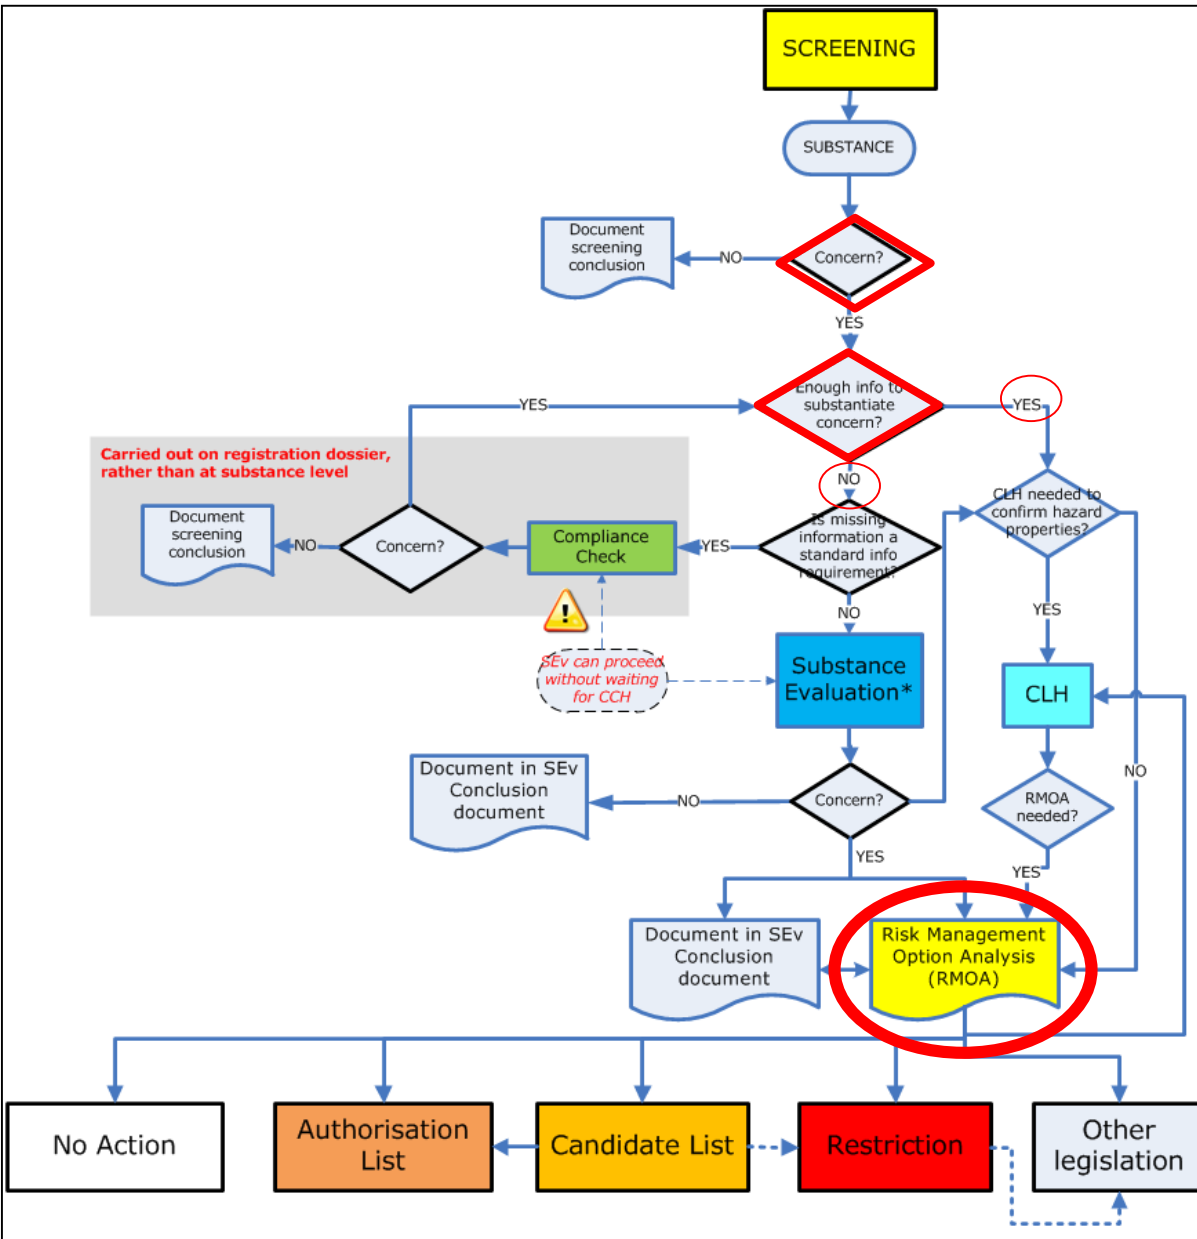 SCREENING
SUBSTANCE
Document
screening
conclusion
NO
Concern?
YES
Enough info to
substantiate
concern?
YES
YES
Carried out on registration dossier,
rather than at substance level
NO
CLH needed to
confirm hazard
properties?
Document
screening
conclusion
NO
Concern?
Compliance
Check
YES
Is missing
information a
standard info
requirement?
NO
YES
!
SEv can proceed
without waiting
for CCH
Substance
Evaluation*
CLH
Document in SEv
Conclusion
document
NO
Concern?
RMOA
needed?
NO
YES
YES
Document in SEv
Conclusion
document
Risk Management
Option Analysis
(RMOA)
No Action
Authorisation
List
Candidate List
Restriction
Other
legislation